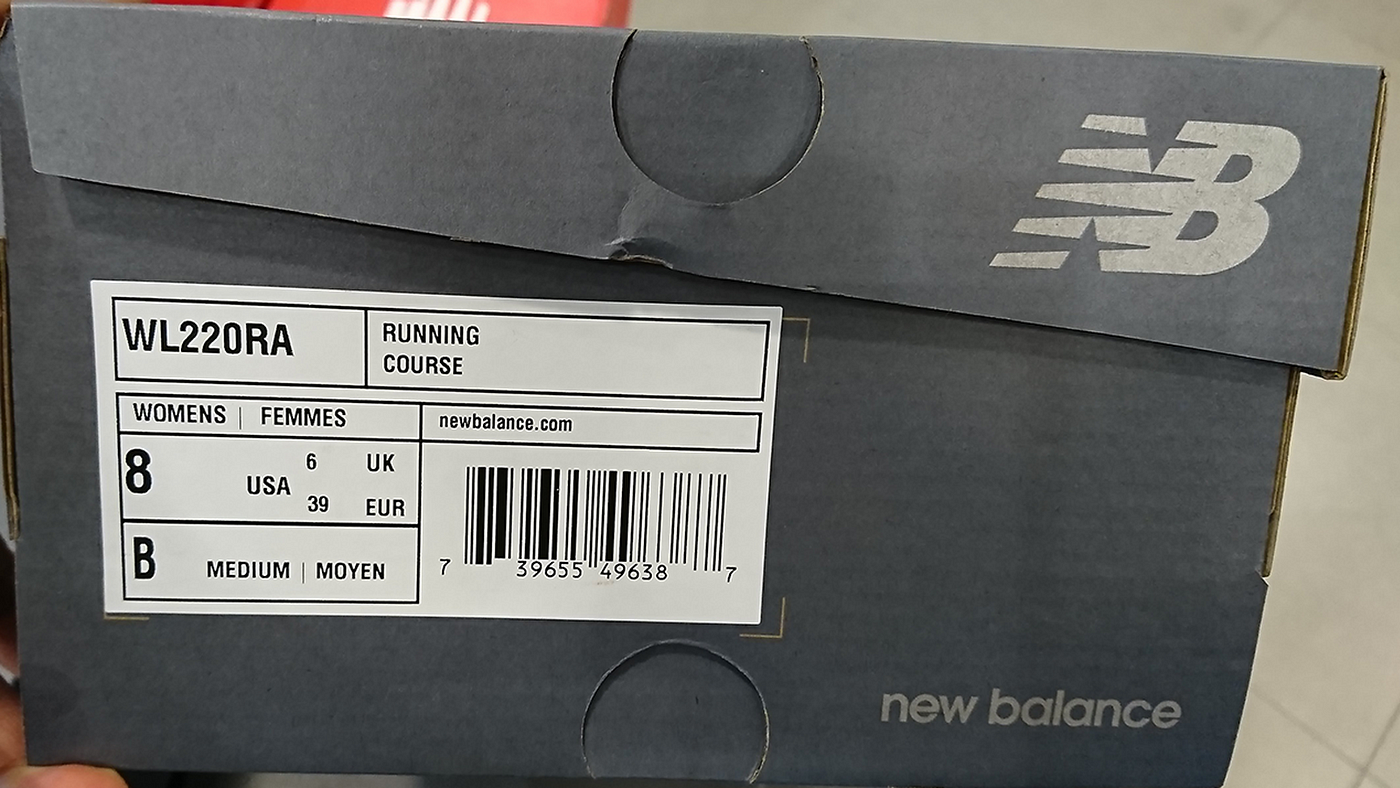 NB
WL220RA
RUNNING
COURSE
WOMENS | FEMMES
newbalance.com
8 USA 6 UK
39 EUR
B MEDIUM | MOYEN
7 39655 49638 7
new balance